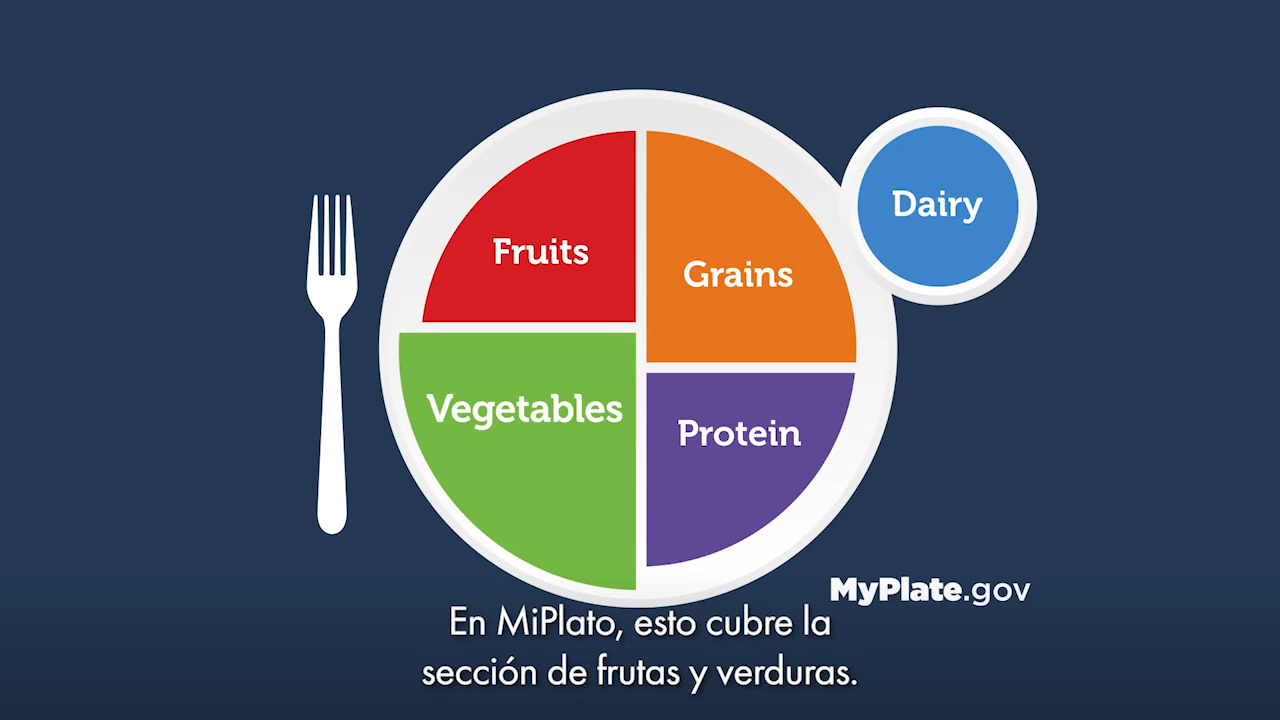 Dairy
Fruits
Grains
Vegetables
Protein
MyPlate.gov
En MiPlato, esto cubre la
sección de frutas y verduras.